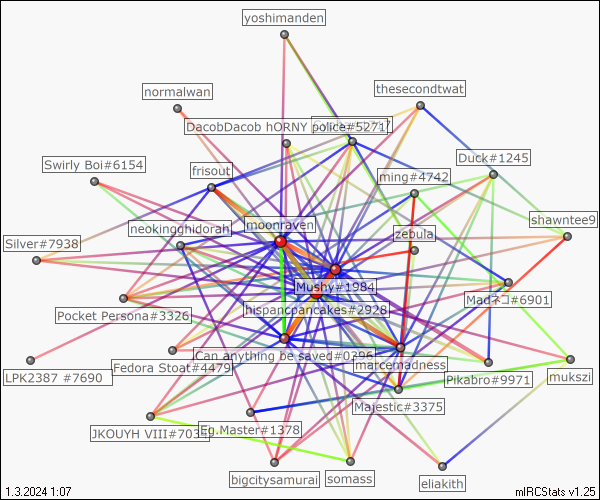 yoshimanden
normalwan
thesecondtwat
DacobDacob hORNY police#5271
Duck#1245
Swirly Boi#6154
frisout
ming#4742
moonraven
shawntee9
neokingghidorah
zebula
Silver#7938
Mushy#1984
Madネコ#6901
hispancpancakes#2928
Pocket Persona#3326
Can anything be saved#0396
marcemadness
Fedora Stoat#4479
LPK2387 #7690
Pikabro#9971
mukszi
Majestic#3375
JKOUYH VIII#703
Eg.Master#1378
bigcitysamurai
somass
eliakith
1.3.2024 1:07
mIRCStats v1.25